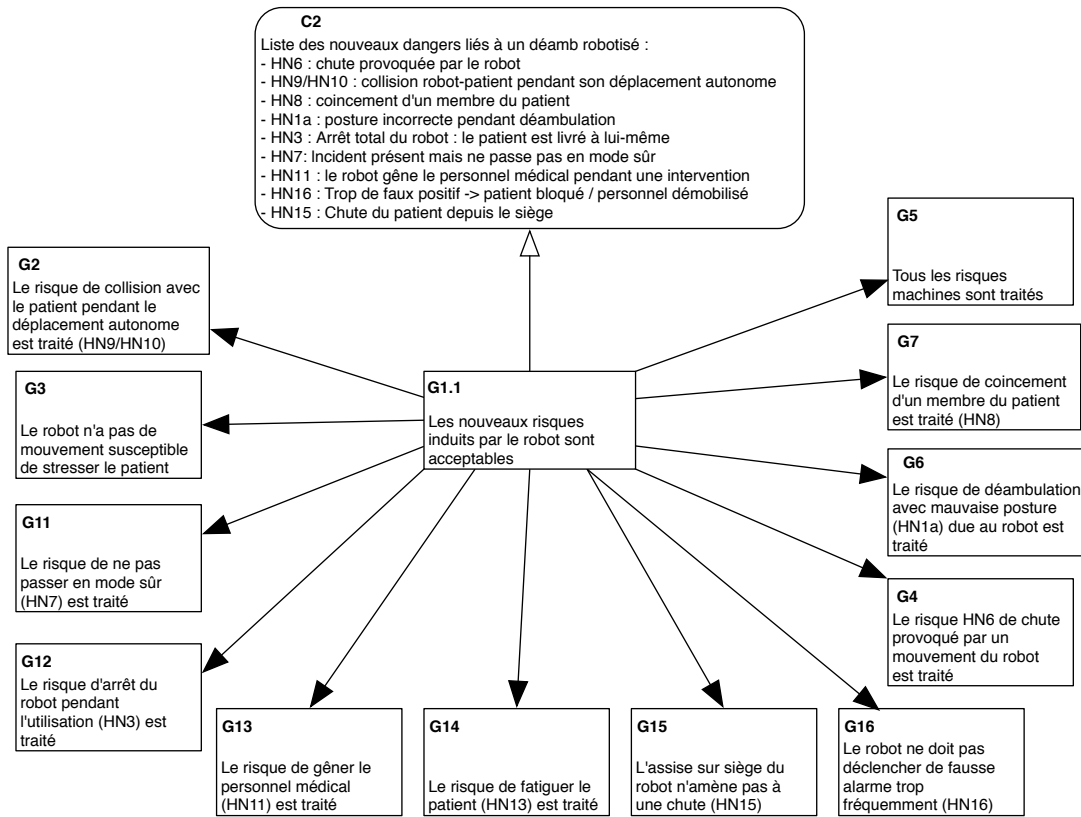 C2
Liste des nouveaux dangers liés à un déamb robotisé :
- HN6 : chute provoquée par le robot
- HN9/HN10 : collision robot-patient pendant son déplacement autonome
- HN8 : coincement d'un membre du patient
- HN1a : posture incorrecte pendant déambulation
- HN3 : Arrêt total du robot : le patient est livré à lui-même
- HN7: Incident présent mais ne passe pas en mode sûr
- HN11 : le robot gêne le personnel médical pendant une intervention
- HN16 : Trop de faux positif -> patient bloqué / personnel démobilisé
- HN15 : Chute du patient depuis le siège
G2
Le risque de collision avec
le patient pendant le
déplacement autonome
est traité (HN9/HN10)
G5
Tous les risques
machines sont traités
G7
Le risque de coincement
d'un membre du patient
est traité (HN8)
G3
Le robot n'a pas de
mouvement susceptible
de stresser le patient
G1.1
Les nouveaux risques
induits par le robot sont
acceptables
G6
Le risque de déambulation
avec mauvaise posture
(HN1a) due au robot est
traité
G11
Le risque de ne pas
passer en mode sûr
(HN7) est traité
G4
Le risque HN6 de chute
provoqué par un
mouvement du robot
est traité
G12
Le risque d'arrêt du
robot pendant
l'utilisation (HN3) est
traité
G13
Le risque de gêner le
personnel médical
(HN11) est traité
G14
Le risque de fatiguer le
patient (HN13) est traité
G15
L'assise sur siège du
robot n'amène pas à
une chute (HN15)
G16
Le robot ne doit pas
déclencher de fausse
alarme trop
fréquemment (HN16)